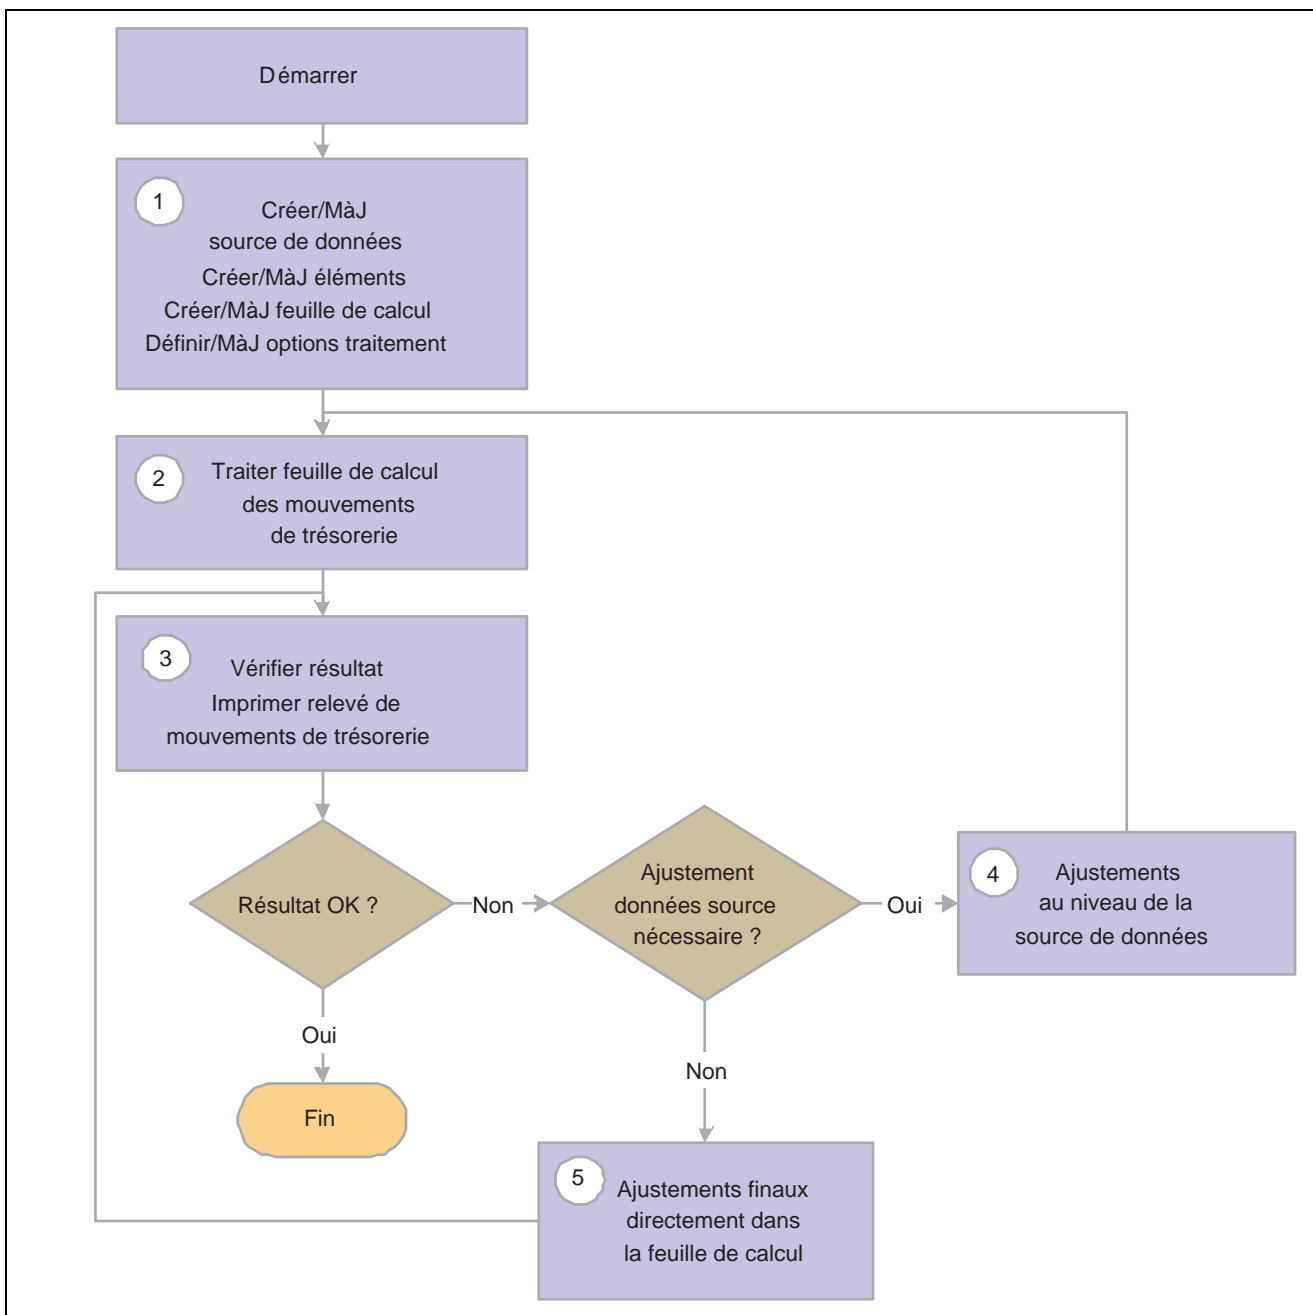 Démarrer
1
Créer/MàJ
source de données
Créer/MàJ éléments
Créer/MàJ feuille de calcul
Définir/MàJ options traitement
2
Traiter feuille de calcul
des mouvements
de trésorerie
3
Vérifier résultat
Imprimer relevé de
mouvements de trésorerie
Résultat OK ?
Non
Ajustement
données source
nécessaire ?
Oui
4
Ajustements
au niveau de la
source de données
Oui
Non
Fin
5
Ajustements finaux
directement dans
la feuille de calcul